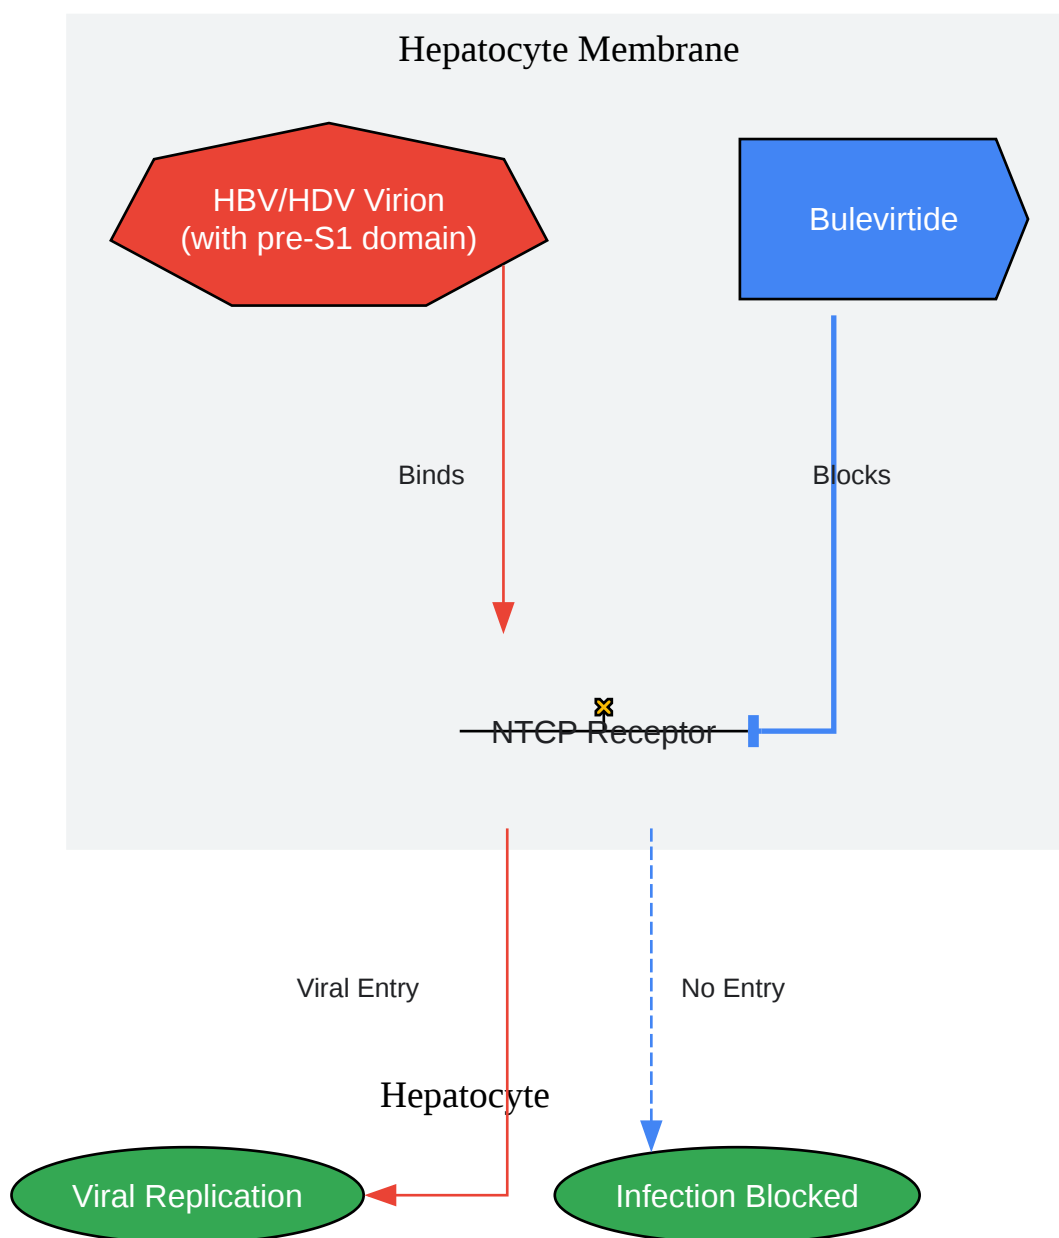 Hepatocyte Membrane
HBV/HDV Virion
(with pre-S1 domain)
Bulevirtide
Binds
Blocks
NTCP Receptor
Viral Entry
No Entry
Hepatocyte
Viral Replication
Infection Blocked